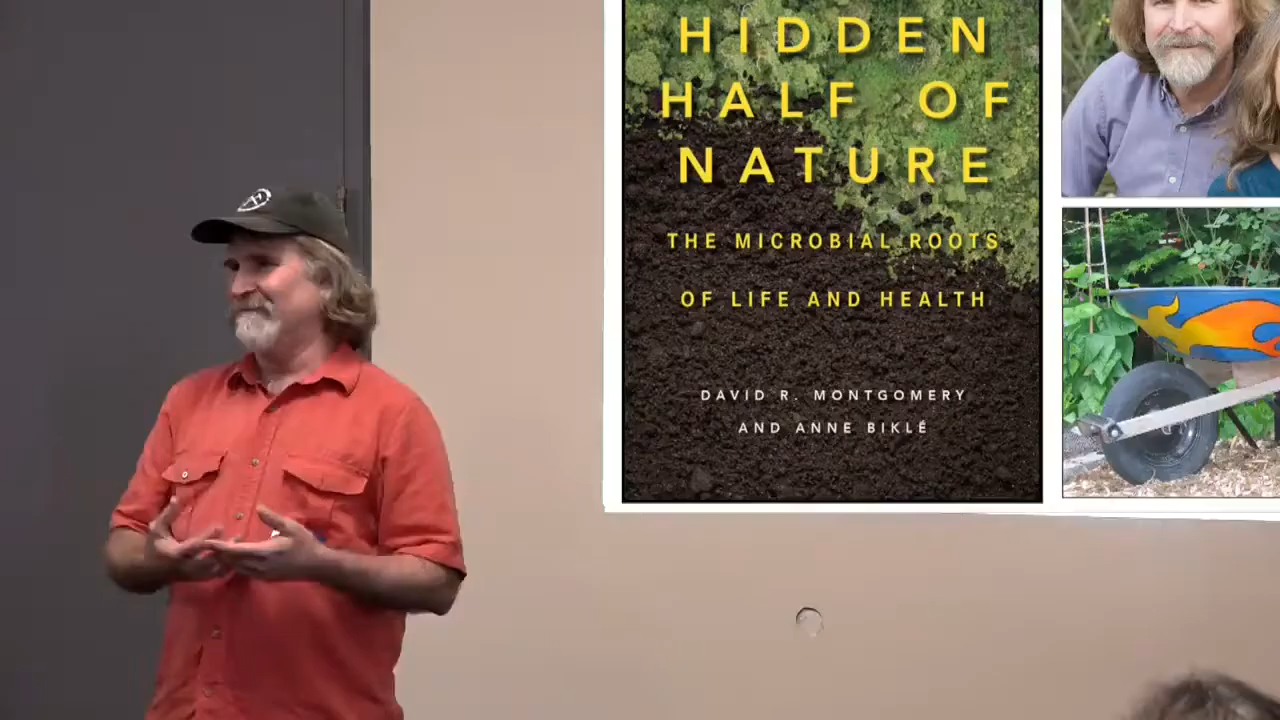 HIDDEN
HALF OF
NATURE
THE MICROBIAL ROOTS
OF LIFE AND HEALTH
DAVID R. MONTGOMERY
AND ANNE BIKLÉ